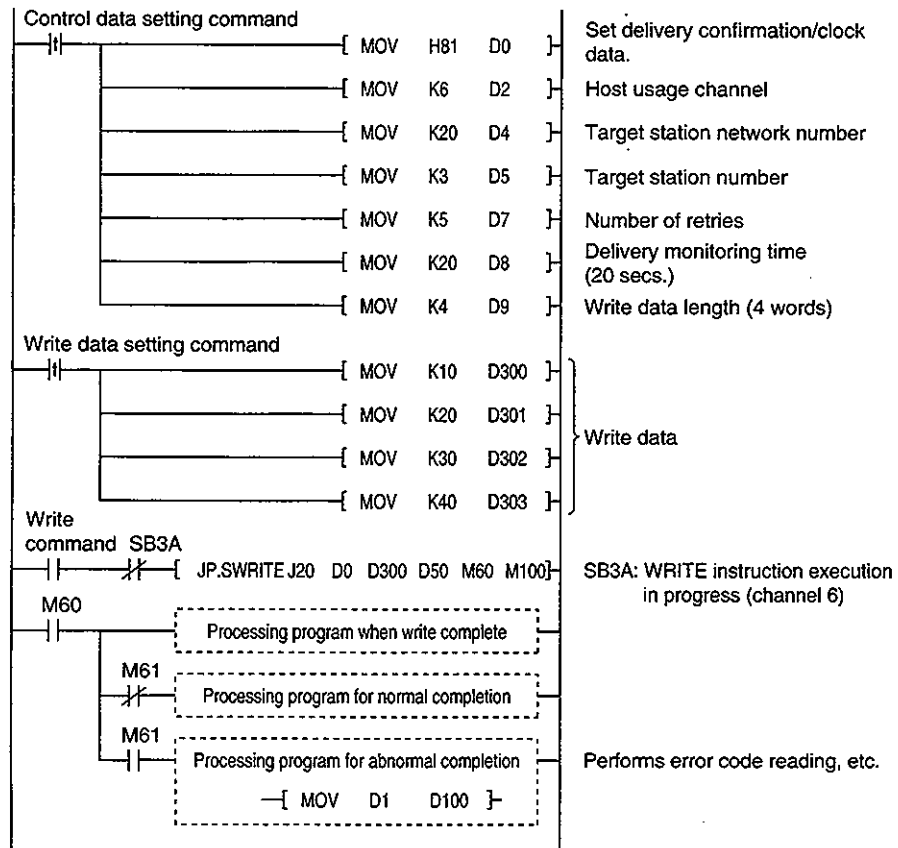 Control data setting command
MOV H81 D0 Set delivery confirmation/clock
data.
MOV K6 D2 Host usage channel
MOV K20 D4 Target station network number
MOV K3 D5 Target station number
MOV K5 D7 Number of retries
MOV K20 D8 Delivery monitoring time
(20 secs.)
MOV K4 D9 Write data length (4 words)
Write data setting command
MOV K10 D300
MOV K20 D301
Write data
MOV K30 D302
MOV K40 D303
Write
command SB3A
JP.SWRITE J20 D0 D300 D50 M60 M100 SB3A: WRITE instruction execution
in progress (channel 6)
M60
Processing program when write complete
M61
Processing program for normal completion
M61
Processing program for abnormal completion Performs error code reading, etc.
MOV D1 D100